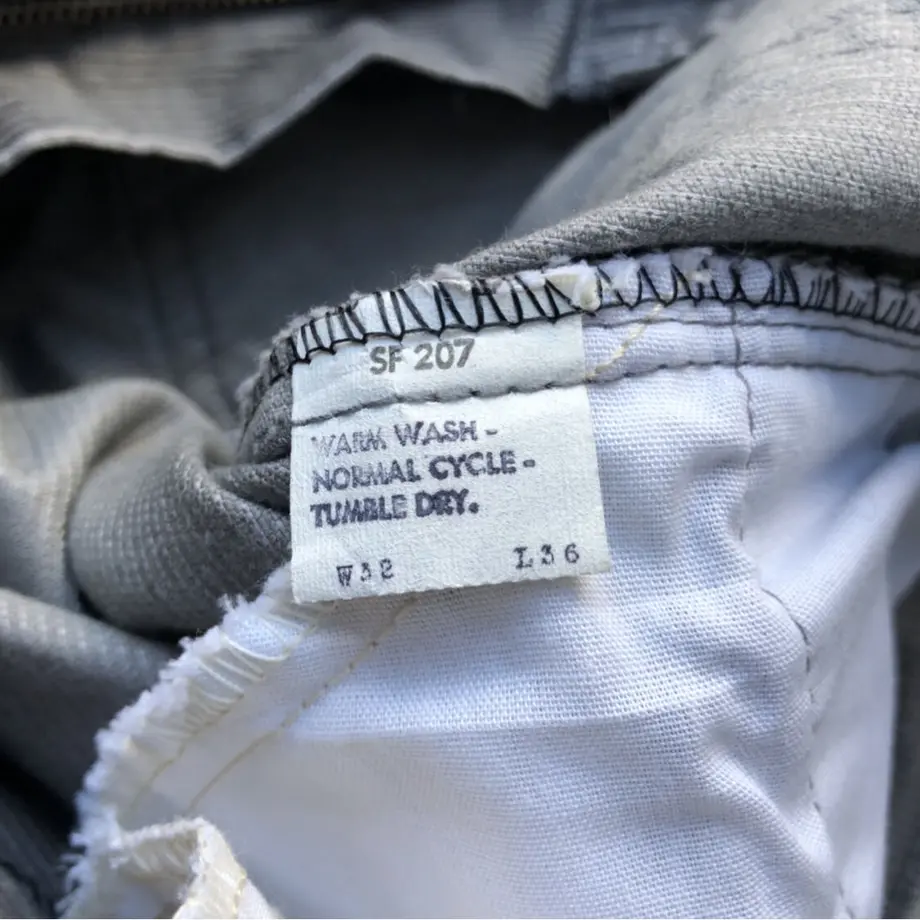 SF 207
WARM WASH -
NORMAL CYCLE -
TUMBLE DRY.
W32 L36